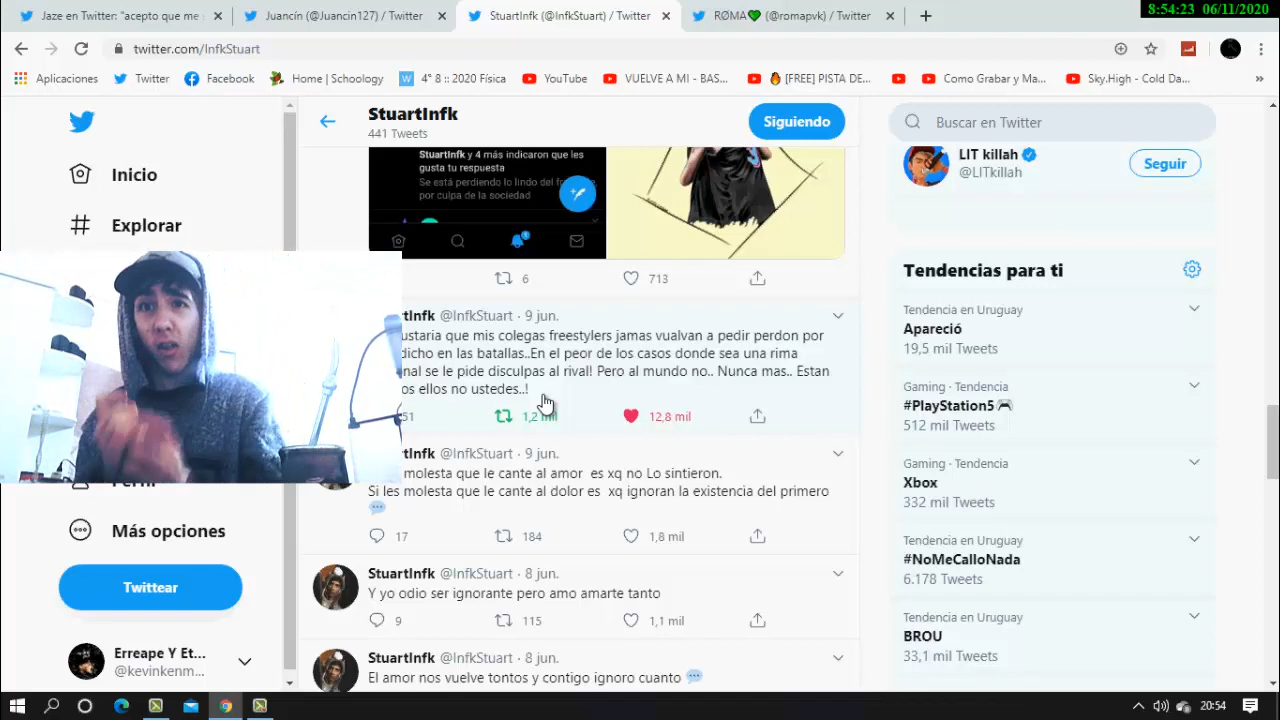 8:54:23 06/11/2020
Jaze en Twitter: "acepto que me s
Juancín (@Juancin127) / Twitter
StuartInfk (@InfkStuart) / Twitter
RØMA💚 (@romapvk) / Twitter
twitter.com/InfkStuart
Aplicaciones
Twitter
Facebook
Home | Schoology
4° 8 :: 2020 Física
YouTube
VUELVE A MI - BAS...
🔥 [FREE] PISTA DE...
Como Grabar y Ma...
Sky.High - Cold Da...
»
Inicio
Explorar
Más opciones
Twittear
Erreape Y Et...
@kevinkenm...
StuartInfk
441 Tweets
Siguiendo
StuartInfk y 4 más indicaron que les
gusta tu respuesta
Se está perdiendo lo lindo del
por culpa de la sociedad
6
713
@InfkStuart · 9 jun.
que mis colegas freestylers jamas vualvan a pedir perdon por
dicho en las batallas..En el peor de los casos donde sea una rima
se le pide disculpas al rival! Pero al mundo no.. Nunca mas.. Estan
ellos no ustedes..!
51
1,2 mil
12,8 mil
@InfkStuart · 9 jun.
molesta que le cante al amor es xq no Lo sintieron.
Si les molesta que le cante al dolor es xq ignoran la existencia del primero
💬
17
184
1,8 mil
StuartInfk @InfkStuart · 8 jun.
Y yo odio ser ignorante pero amo amarte tanto
9
115
1,1 mil
StuartInfk @InfkStuart · 8 jun.
El amor nos vuelve tontos y contigo ignoro cuanto 💬
Buscar en Twitter
LIT killah
@LITkillah
Seguir
Tendencias para ti
Tendencia en Uruguay
Apareció
19,5 mil Tweets
Gaming · Tendencia
#PlayStation5🎮
512 mil Tweets
Gaming · Tendencia
Xbox
332 mil Tweets
Tendencia en Uruguay
#NoMeCalloNada
6.178 Tweets
Tendencia en Uruguay
BROU
33,1 mil Tweets
20:54